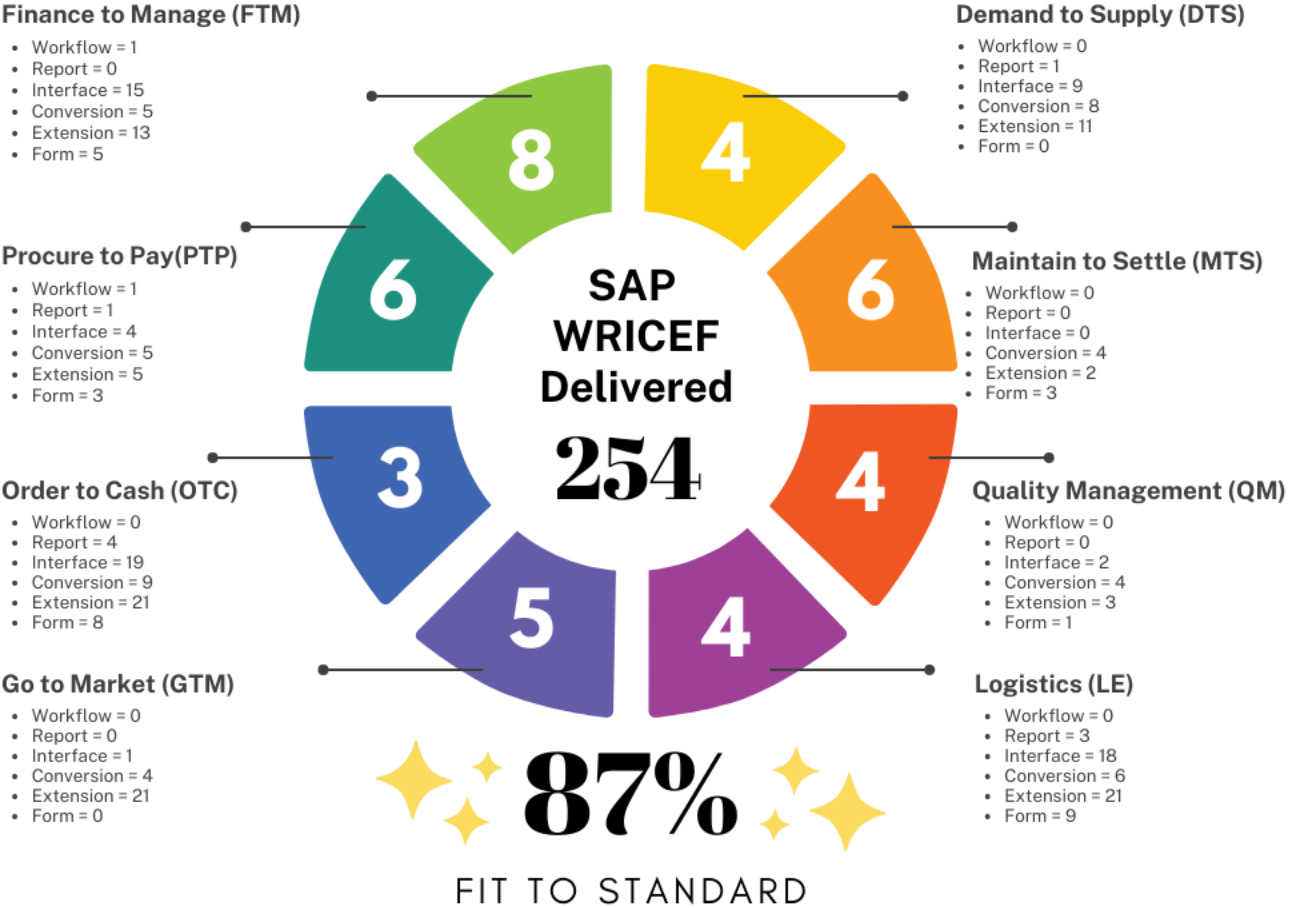 Finance to Manage (FTM)
• Workflow = 1
• Report = 0
• Interface = 15
• Conversion = 5
• Extension = 13
• Form = 5
Procure to Pay(PTP)
• Workflow = 1
• Report = 1
• Interface = 4
• Conversion = 5
• Extension = 5
• Form = 3
Order to Cash (OTC)
• Workflow = 0
• Report = 4
• Interface = 19
• Conversion = 9
• Extension = 21
• Form = 8
Go to Market (GTM)
• Workflow = 0
• Report = 0
• Interface = 1
• Conversion = 4
• Extension = 21
• Form = 0
8
4
6
6
3
4
5
4
SAP
WRICEF
Delivered
254
87%
FIT TO STANDARD
Demand to Supply (DTS)
• Workflow = 0
• Report = 1
• Interface = 9
• Conversion = 8
• Extension = 11
• Form = 0
Maintain to Settle (MTS)
• Workflow = 0
• Report = 0
• Interface = 0
• Conversion = 4
• Extension = 2
• Form = 3
Quality Management (QM)
• Workflow = 0
• Report = 0
• Interface = 2
• Conversion = 4
• Extension = 3
• Form = 1
Logistics (LE)
• Workflow = 0
• Report = 3
• Interface = 18
• Conversion = 6
• Extension = 21
• Form = 9